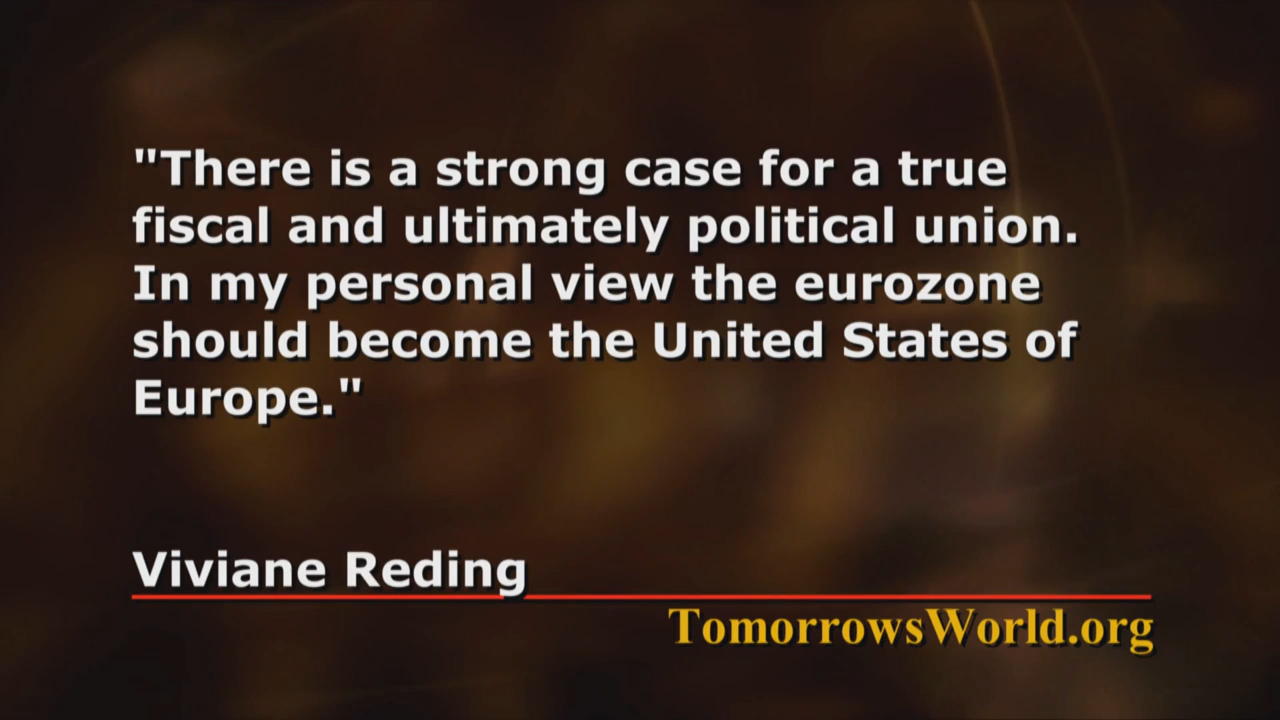 "There is a strong case for a true
fiscal and ultimately political union.
In my personal view the eurozone
should become the United States of
Europe."
Viviane Reding
TomorrowsWorld.org